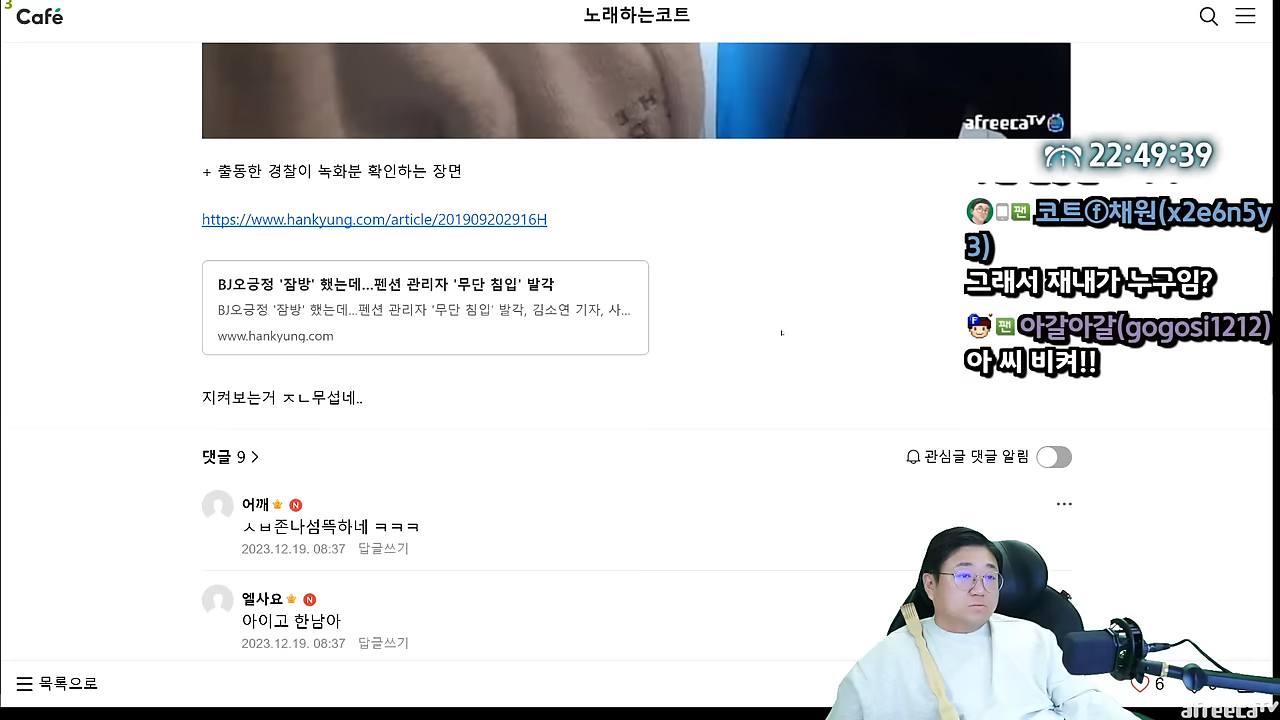 3
Café
노래하는코트
afreecaTV
22:49:39
+ 출동한 경찰이 녹화분 확인하는 장면
팬 코트ⓕ채원(x2e6n5y
3)
https://www.hankyung.com/article/201909202916H
그래서 재내가 누구임?
BJ오긍정 '잠방' 했는데...펜션 관리자 '무단 침입' 발각
BJ오긍정 '잠방' 했는데...펜션 관리자 '무단 침입' 발각, 김소연 기자, 사...
www.hankyung.com
팬 아갈아갈(gogosi1212)
아 씨 비켜!!
지켜보는거 ㅈㄴ무섭네..
댓글 9
관심글 댓글 알림
어깨 N
ㅅㅂ존나섬뜩하네 ㅋㅋㅋ
2023.12.19. 08:37 답글쓰기
엘사요 N
아이고 한남아
2023.12.19. 08:37 답글쓰기
목록으로
6
afreecaTV